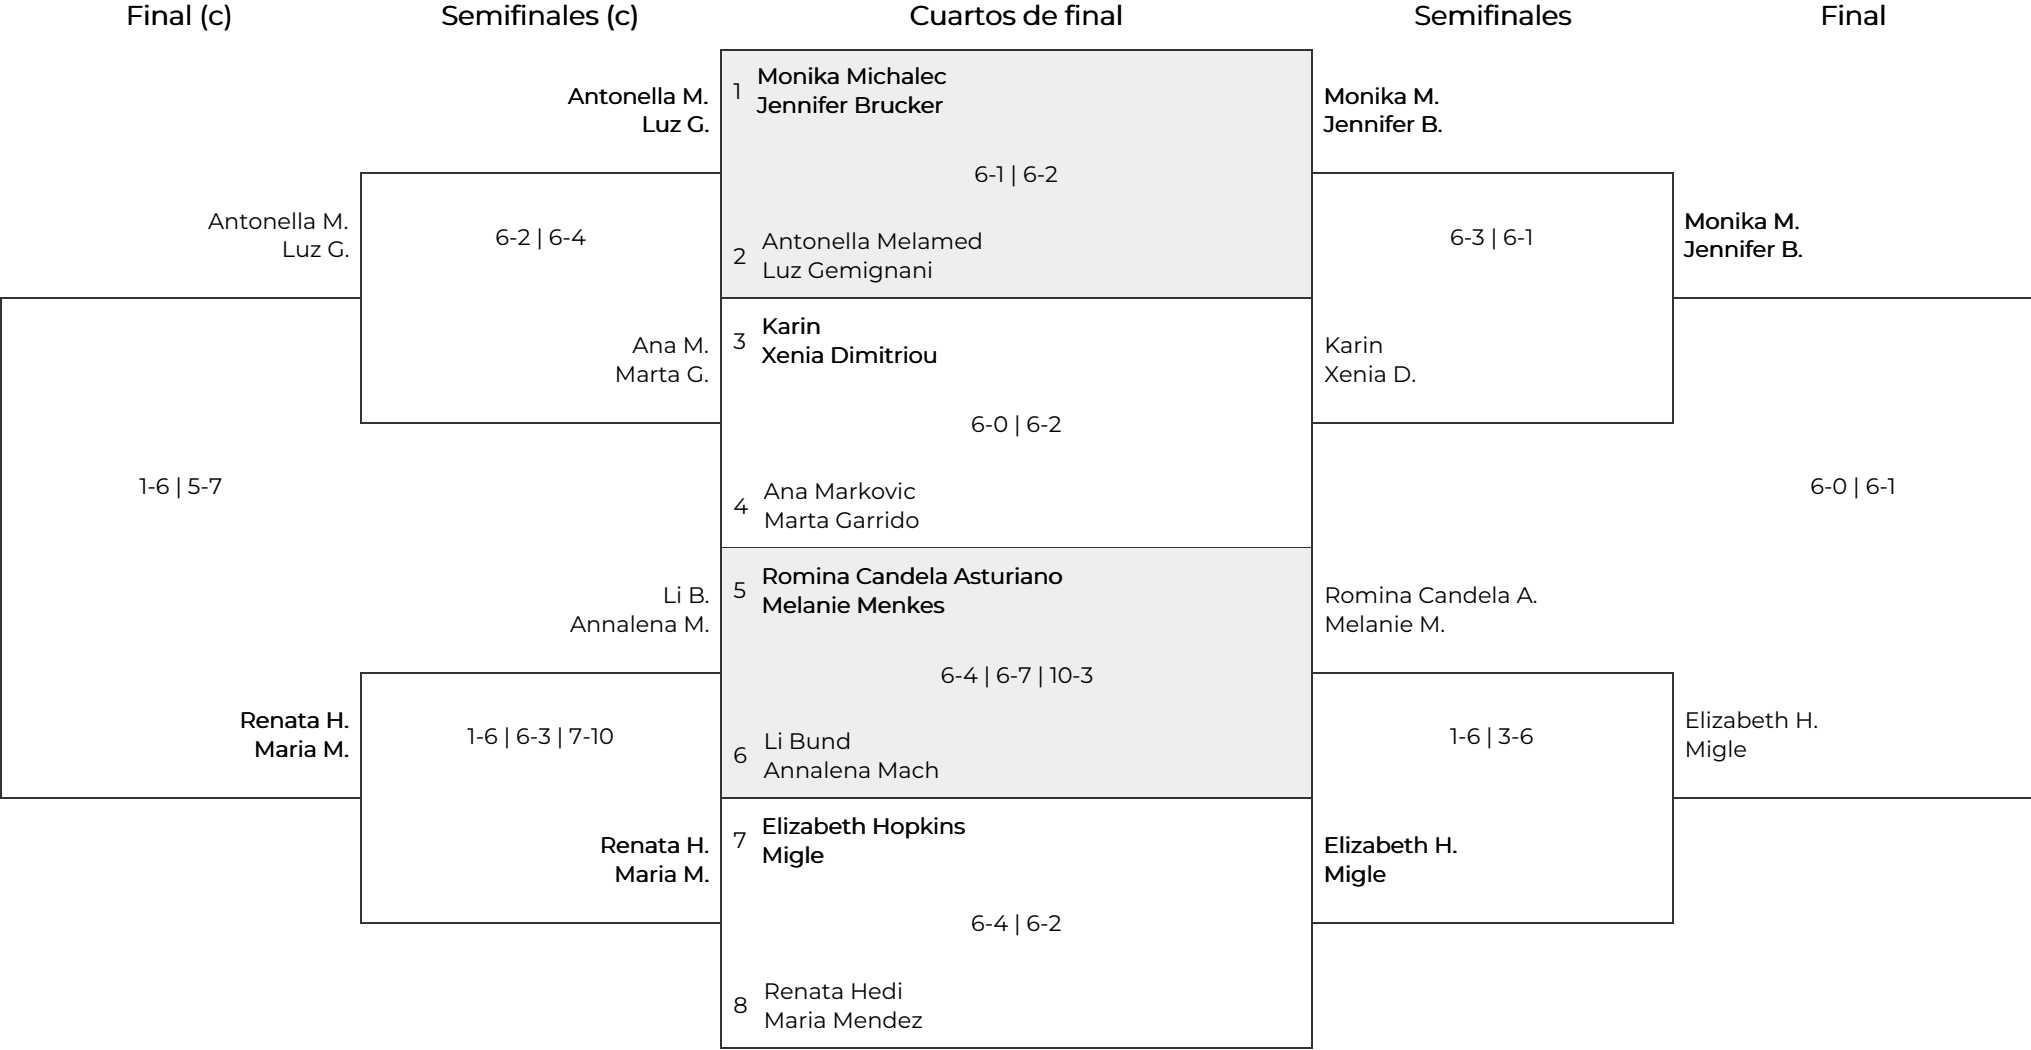 Final (c)
Semifinales (c)
Cuartos de final
Semifinales
Final
Antonella M.
Luz G.
1
Monika Michalec
Jennifer Brucker
Monika M.
Jennifer B.
6-1 | 6-2
Antonella M.
Luz G.
6-2 | 6-4
2
Antonella Melamed
Luz Gemignani
6-3 | 6-1
Monika M.
Jennifer B.
Ana M.
Marta G.
3
Karin
Xenia Dimitriou
Karin
Xenia D.
6-0 | 6-2
1-6 | 5-7
4
Ana Markovic
Marta Garrido
6-0 | 6-1
Li B.
Annalena M.
5
Romina Candela Asturiano
Melanie Menkes
Romina Candela A.
Melanie M.
6-4 | 6-7 | 10-3
Renata H.
Maria M.
1-6 | 6-3 | 7-10
6
Li Bund
Annalena Mach
1-6 | 3-6
Elizabeth H.
Migle
Renata H.
Maria M.
7
Elizabeth Hopkins
Migle
Elizabeth H.
Migle
6-4 | 6-2
8
Renata Hedi
Maria Mendez